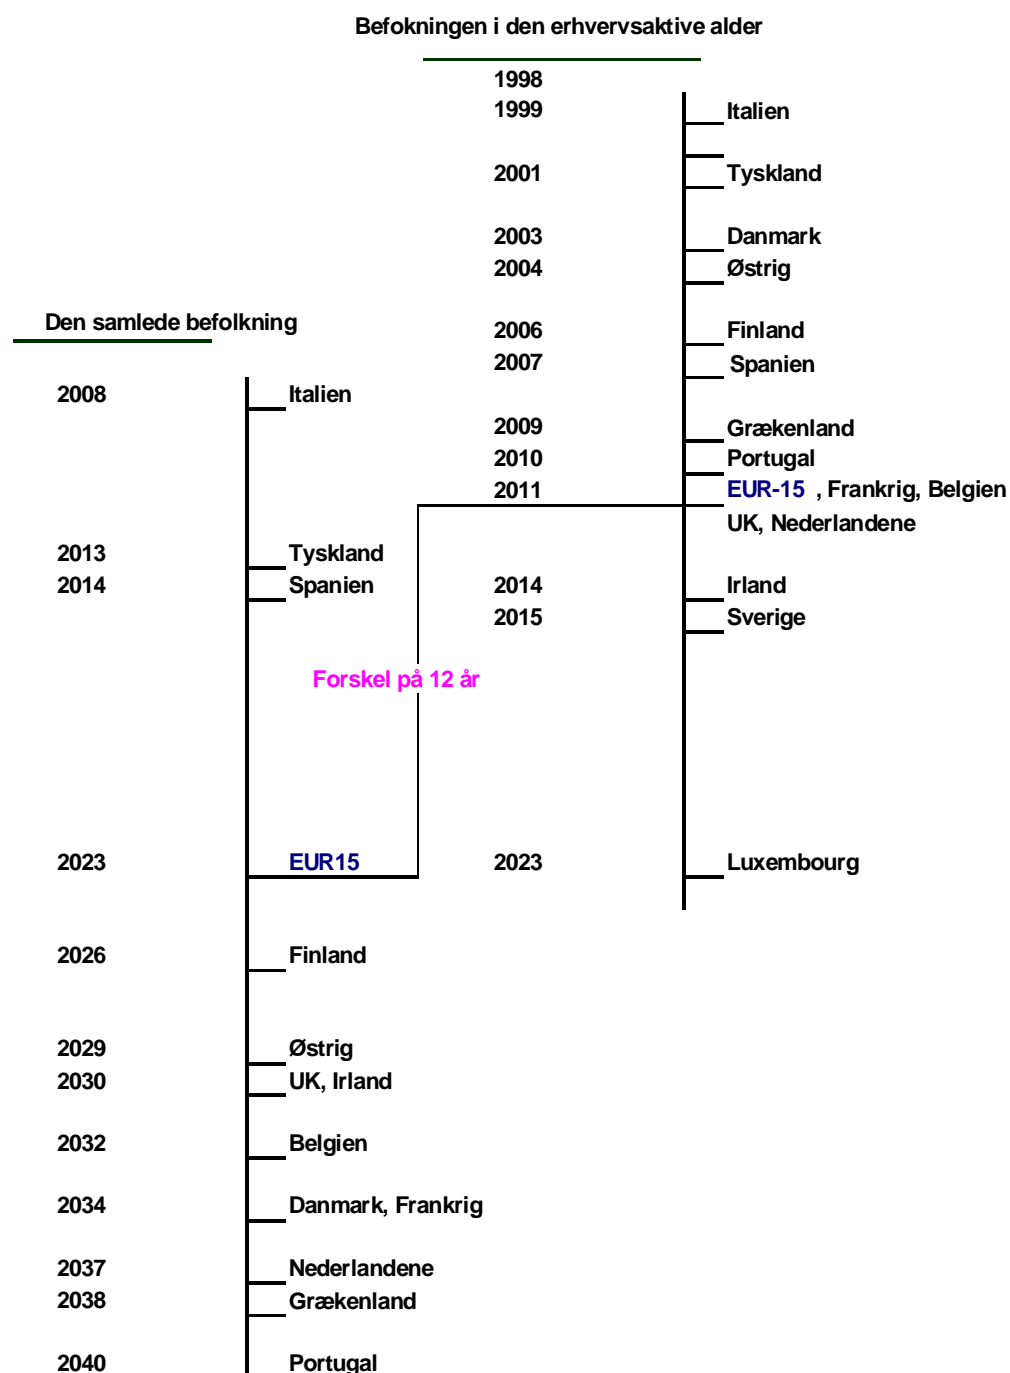 Befokningen i den erhvervsaktive alder
1998
1999 Italien
2001 Tyskland
2003 Danmark
2004 Østrig
Den samlede befolkning
2006 Finland
2007 Spanien
2008 Italien
2009 Grækenland
2010 Portugal
2011 EUR-15 , Frankrig, Belgien
UK, Nederlandene
2013 Tyskland
2014 Spanien
2014 Irland
2015 Sverige
Forskel på 12 år
2023 EUR15
2023 Luxembourg
2026 Finland
2029 Østrig
2030 UK, Irland
2032 Belgien
2034 Danmark, Frankrig
2037 Nederlandene
2038 Grækenland
2040 Portugal